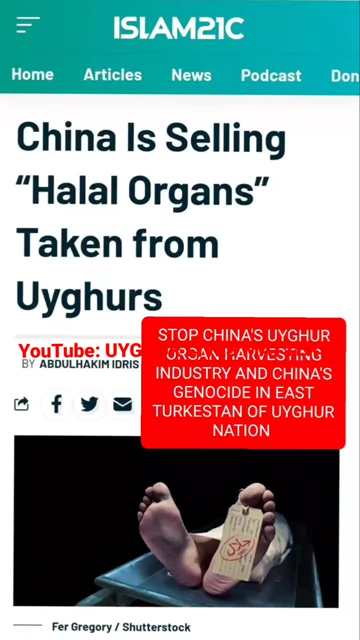 ISLAM21C
Home Articles News Podcast Don
China Is Selling
“Halal Organs”
Taken from
Uyghurs
YouTube: UYG
BY ABDULHAKIM IDRIS
STOP CHINA'S UYGHUR
ORGAN HARVESTING
INDUSTRY AND CHINA'S
GENOCIDE IN EAST
TURKESTAN OF UYGHUR
NATION
Fer Gregory / Shutterstock